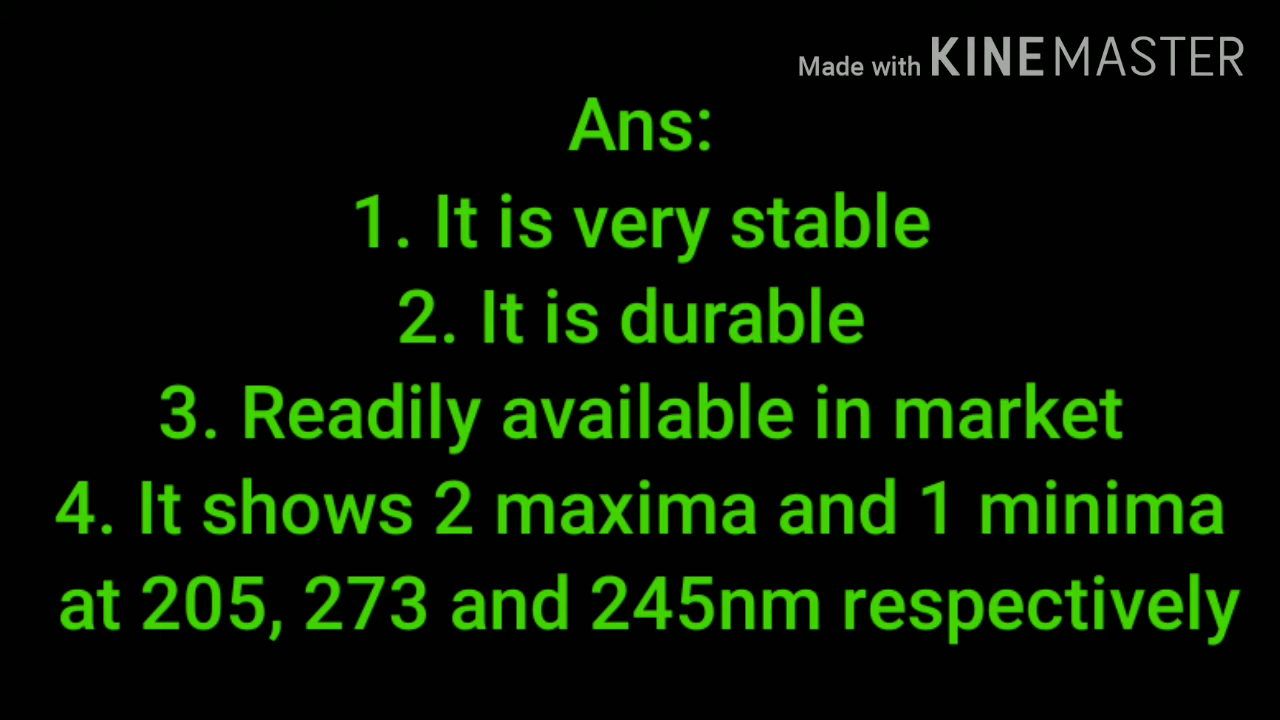 Made with KINEMASTER
Ans:
1. It is very stable
2. It is durable
3. Readily available in market
4. It shows 2 maxima and 1 minima
at 205, 273 and 245nm respectively